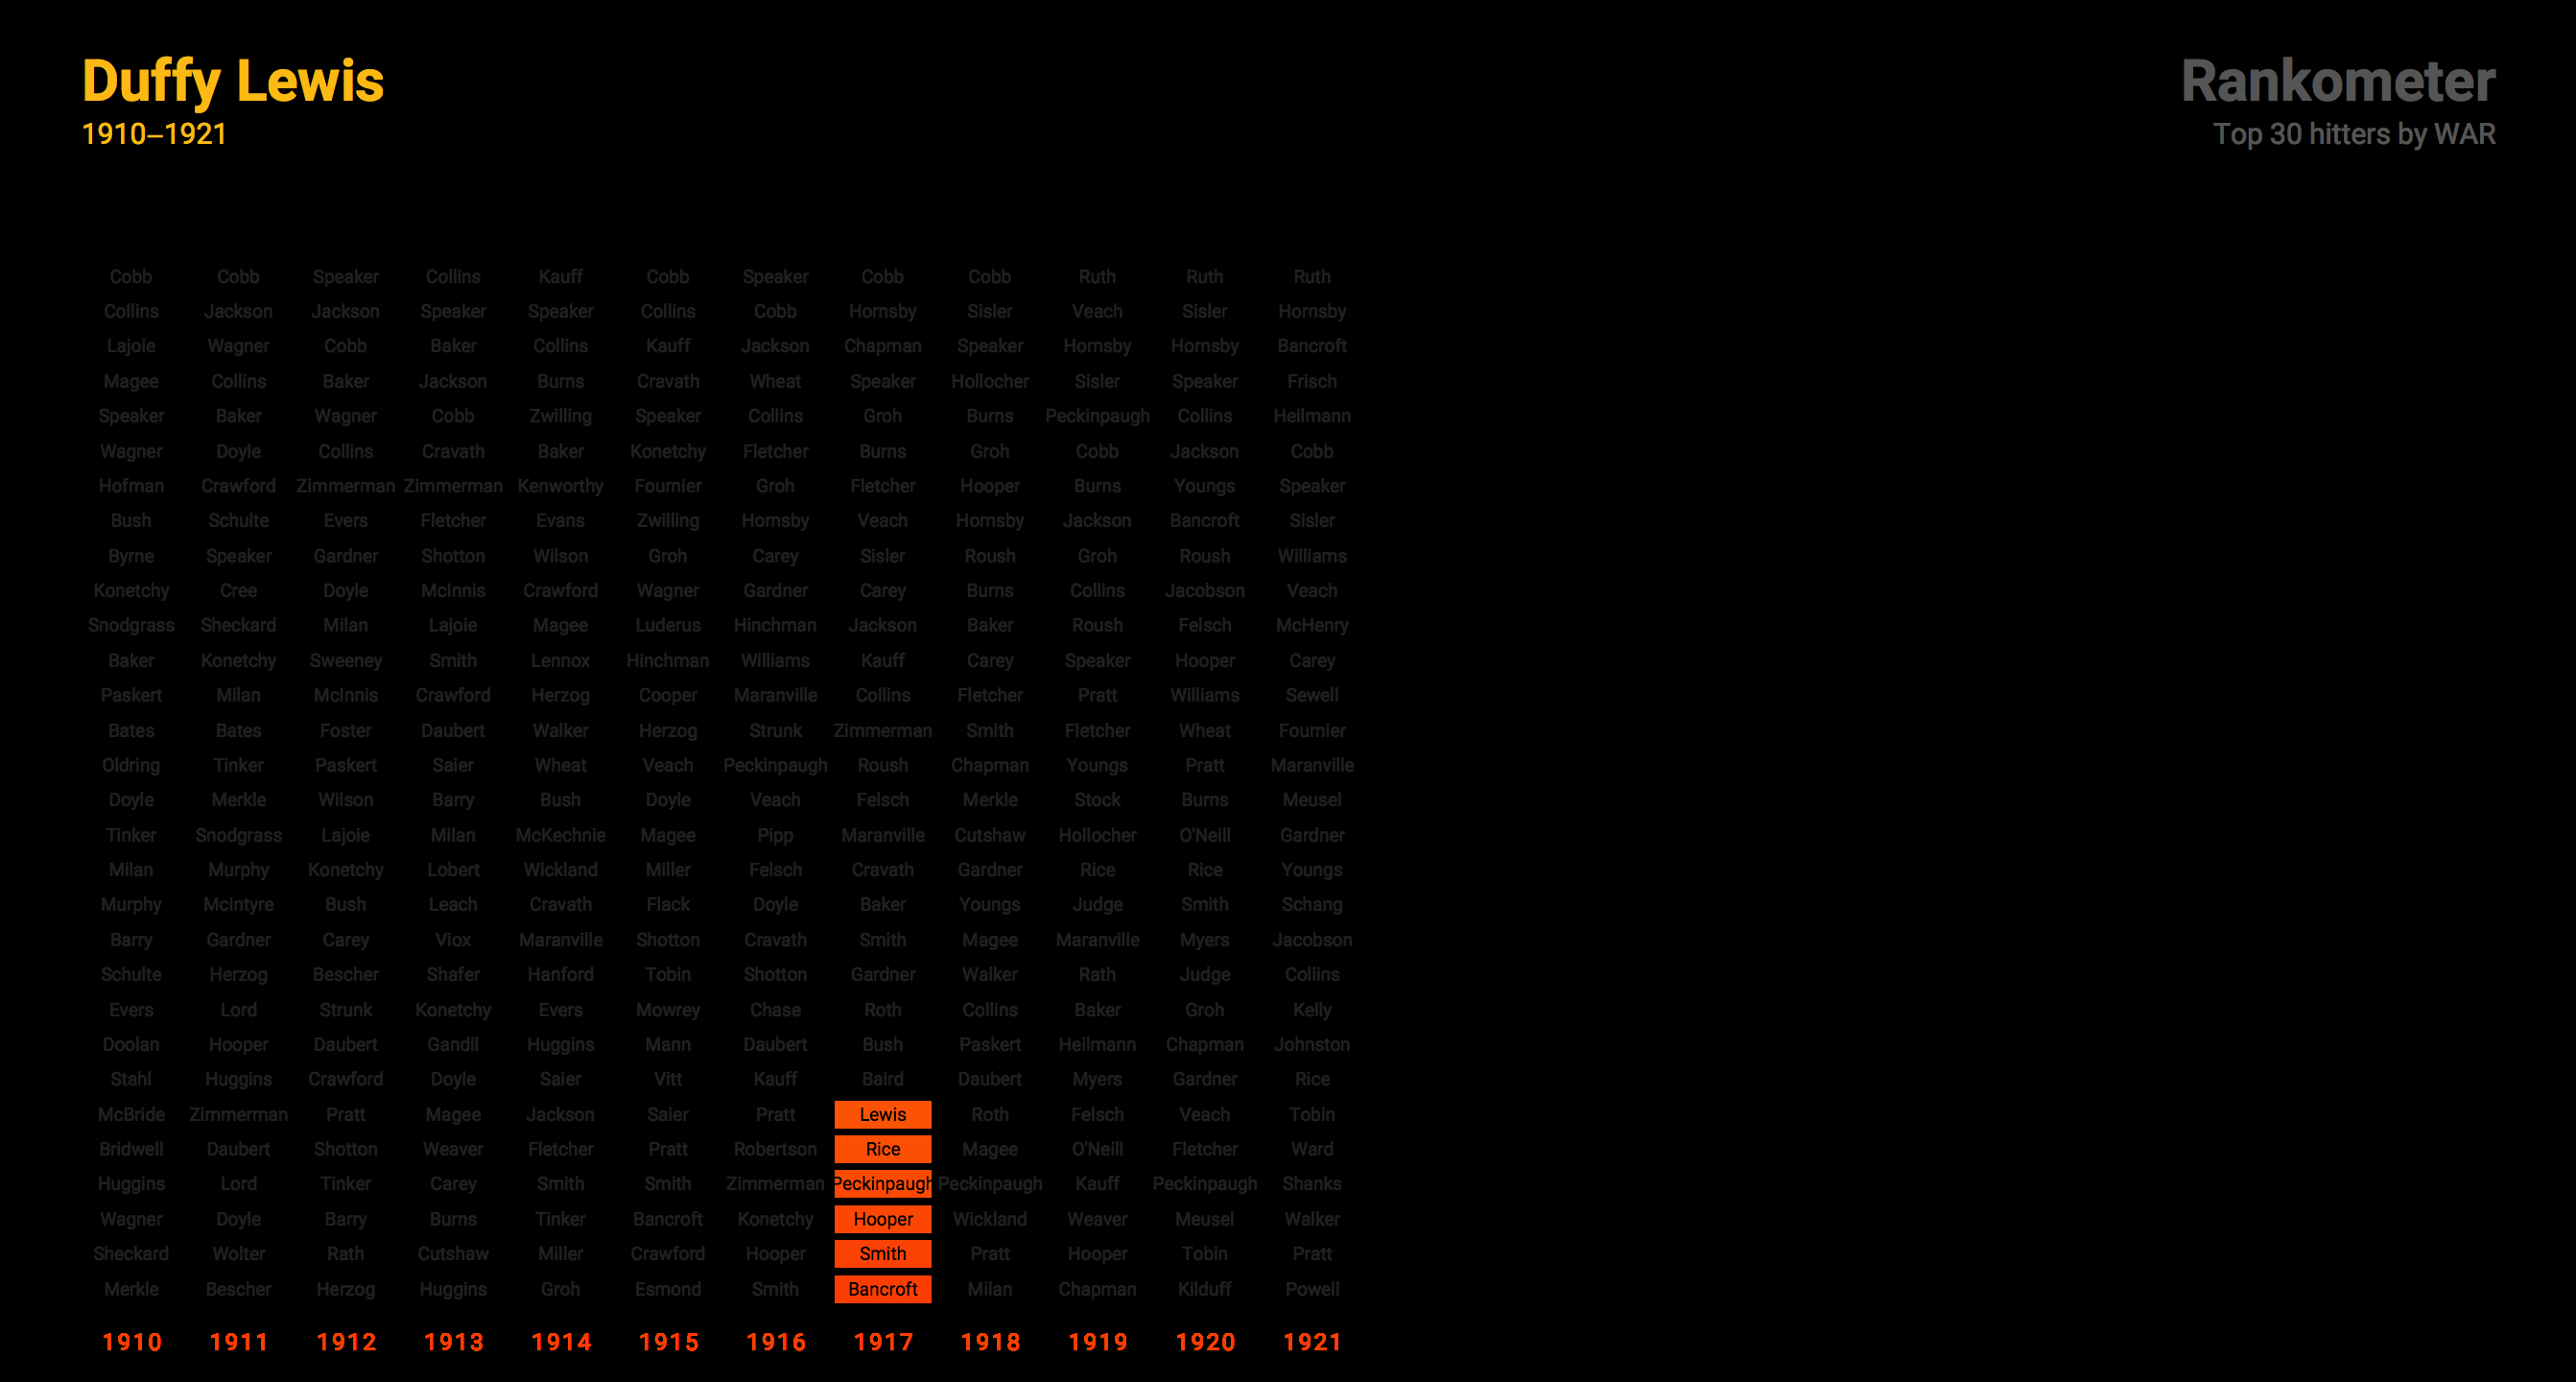 Duffy Lewis
1910–1921
Rankometer
Top 30 hitters by WAR
Cobb Cobb Speaker Collins Kauff Cobb Speaker Cobb Cobb Ruth Ruth Ruth
Collins Jackson Jackson Speaker Speaker Collins Cobb Hornsby Sisler Veach Sisler Hornsby
Lajoie Wagner Cobb Baker Collins Kauff Jackson Chapman Speaker Hornsby Hornsby Bancroft
Magee Collins Baker Jackson Burns Cravath Wheat Speaker Hollocher Sisler Speaker Frisch
Speaker Baker Wagner Cobb Zwilling Speaker Collins Groh Burns Peckinpaugh Collins Heilmann
Wagner Doyle Collins Cravath Baker Konetchy Fletcher Burns Groh Cobb Jackson Cobb
Hofman Crawford Zimmerman Zimmerman Kenworthy Fournier Groh Fletcher Hooper Burns Youngs Speaker
Bush Schulte Evers Fletcher Evans Zwilling Hornsby Veach Hornsby Jackson Bancroft Sisler
Byrne Speaker Gardner Shotton Wilson Groh Carey Sisler Roush Groh Roush Williams
Konetchy Cree Doyle McInnis Crawford Wagner Gardner Carey Burns Collins Jacobson Veach
Snodgrass Sheckard Milan Lajoie Magee Luderus Hinchman Jackson Baker Roush Felsch McHenry
Baker Konetchy Sweeney Smith Lennox Hinchman Williams Kauff Carey Speaker Hooper Carey
Paskert Milan McInnis Crawford Herzog Cooper Maranville Collins Fletcher Pratt Williams Sewell
Bates Bates Foster Daubert Walker Herzog Strunk Zimmerman Smith Fletcher Wheat Fournier
Oldring Tinker Paskert Saier Wheat Veach Peckinpaugh Roush Chapman Youngs Pratt Maranville
Doyle Merkle Wilson Barry Bush Doyle Veach Felsch Merkle Stock Burns Meusel
Tinker Snodgrass Lajoie Milan McKechnie Magee Pipp Maranville Cutshaw Hollocher O'Neill Gardner
Milan Murphy Konetchy Lobert Wickland Miller Felsch Cravath Gardner Rice Rice Youngs
Murphy McIntyre Bush Leach Cravath Flack Doyle Baker Youngs Judge Smith Schang
Barry Gardner Carey Viox Maranville Shotton Cravath Smith Magee Maranville Myers Jacobson
Schulte Herzog Bescher Shafer Hanford Tobin Shotton Gardner Walker Rath Judge Collins
Evers Lord Strunk Konetchy Evers Mowrey Chase Roth Collins Baker Groh Kelly
Doolan Hooper Daubert Gandil Huggins Mann Daubert Bush Paskert Heilmann Chapman Johnston
Stahl Huggins Crawford Doyle Saier Vitt Kauff Baird Daubert Myers Gardner Rice
McBride Zimmerman Pratt Magee Jackson Saier Pratt Lewis Roth Felsch Veach Tobin
Bridwell Daubert Shotton Weaver Fletcher Pratt Robertson Rice Magee O'Neill Fletcher Ward
Huggins Lord Tinker Carey Smith Smith Zimmerman Peckinpaugh Peckinpaugh Kauff Peckinpaugh Shanks
Wagner Doyle Barry Burns Tinker Bancroft Konetchy Hooper Wickland Weaver Meusel Walker
Sheckard Wolter Rath Cutshaw Miller Crawford Hooper Smith Pratt Hooper Tobin Pratt
Merkle Bescher Herzog Huggins Groh Esmond Smith Bancroft Milan Chapman Kilduff Powell
1910 1911 1912 1913 1914 1915 1916 1917 1918 1919 1920 1921